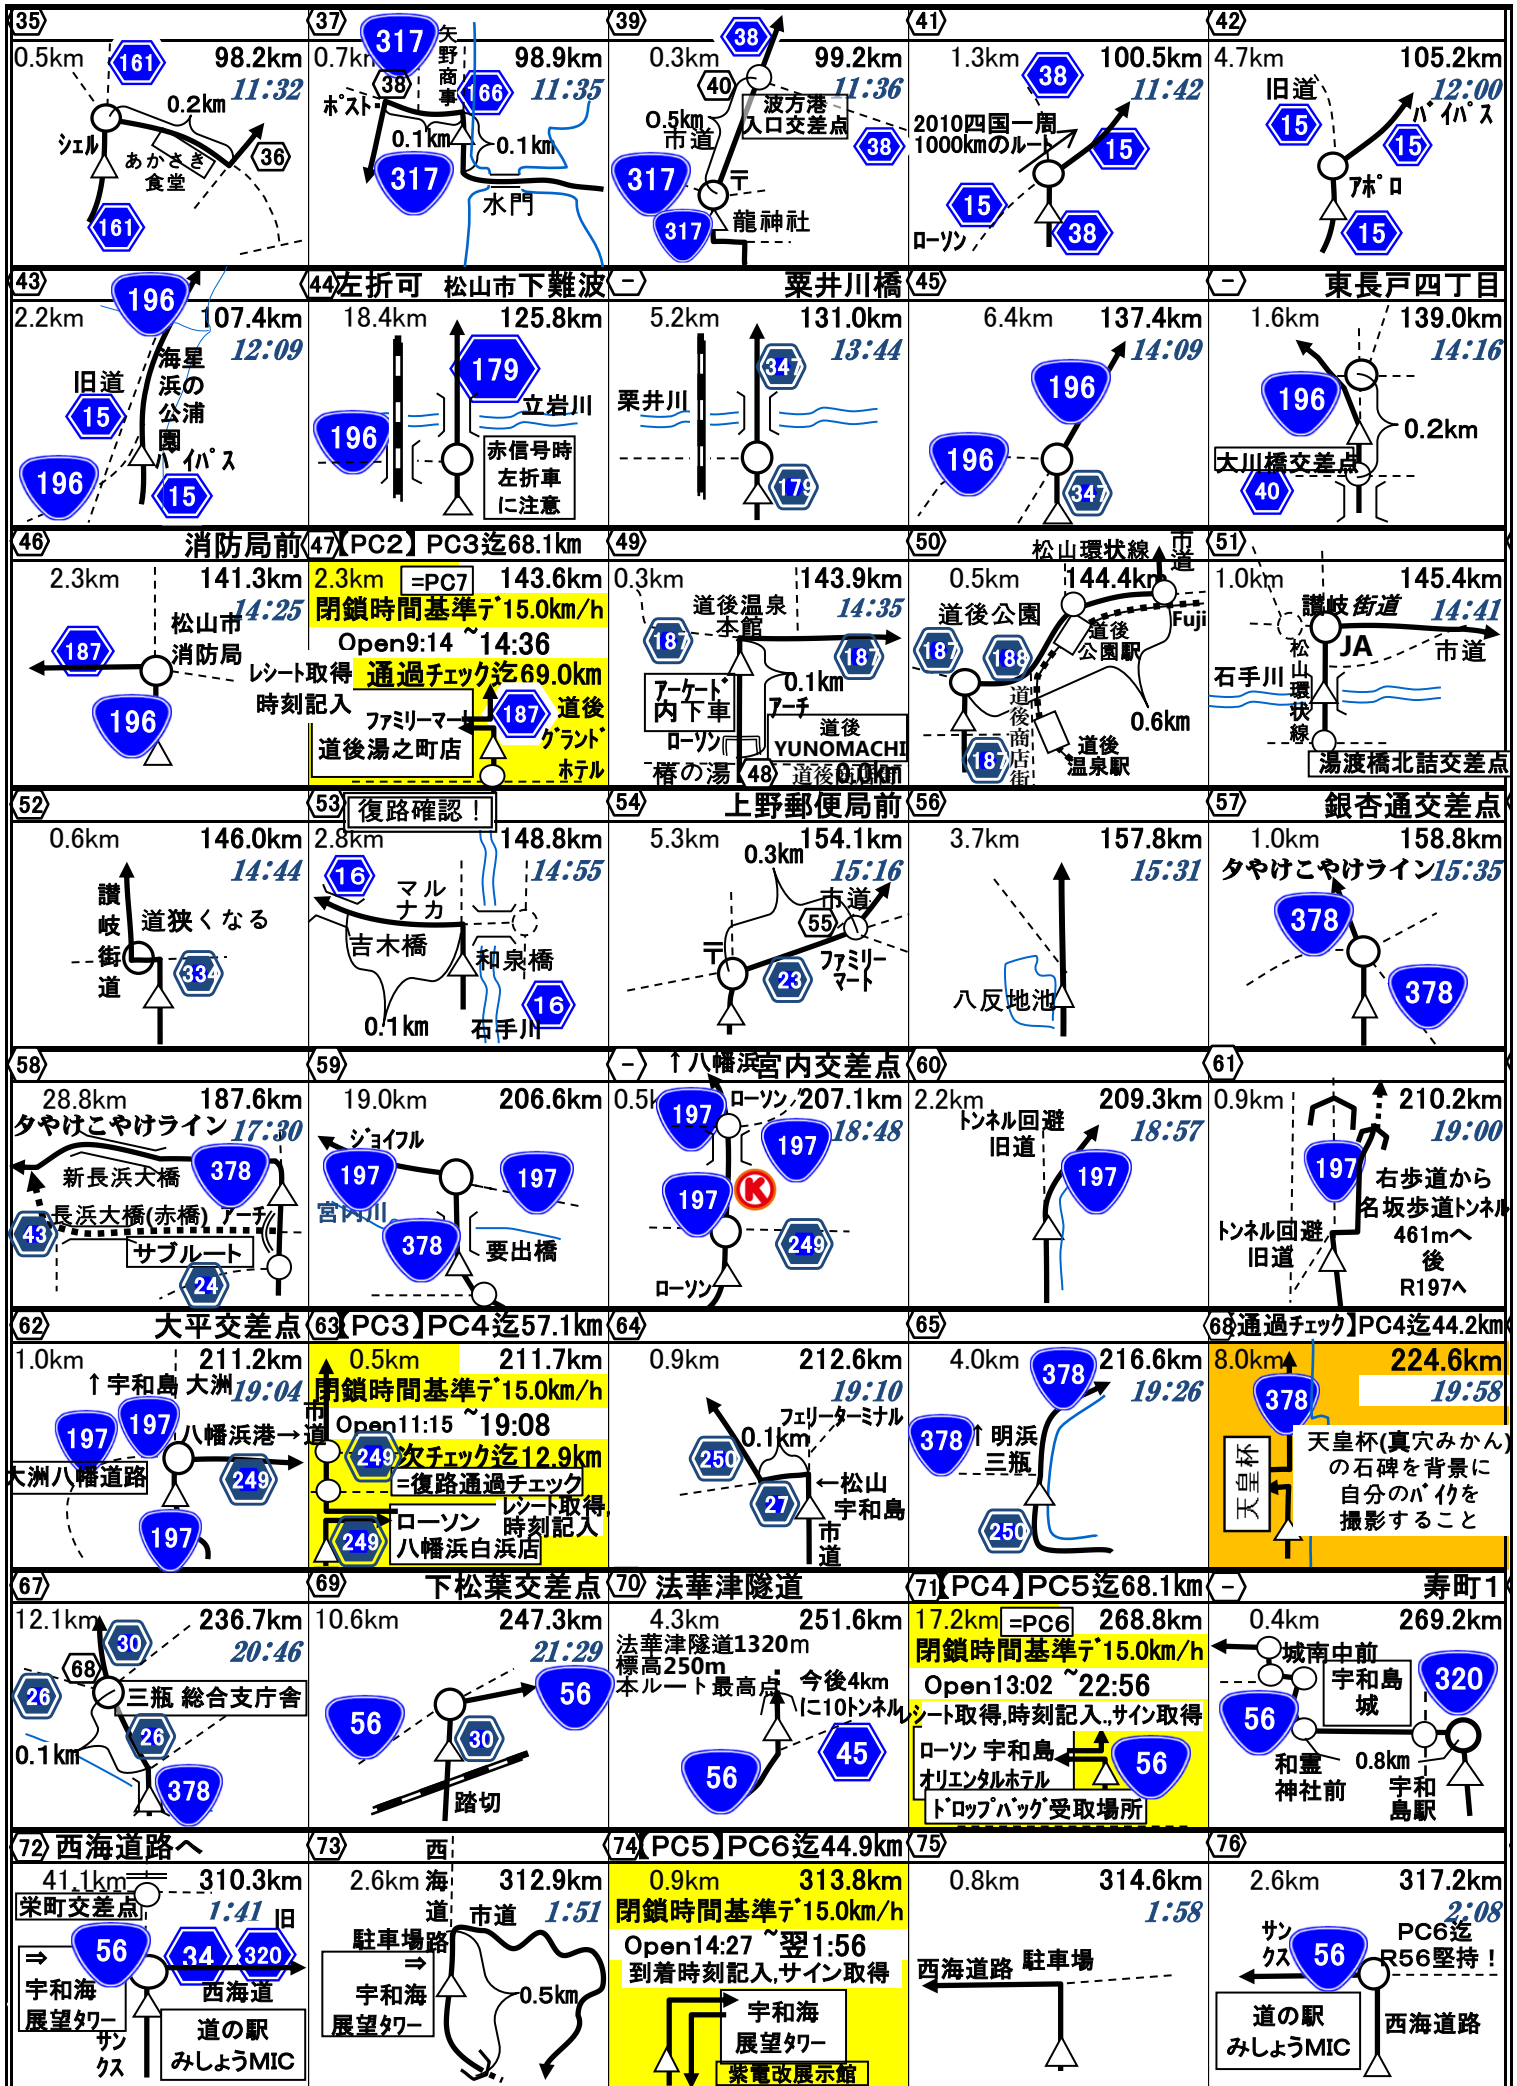 35
0.5km 161 98.2km
11:32
0.2km
シェル
あかさき
食堂
36
161
37
317 矢野商事
0.7km 98.9km
38 166 11:35
ポスト
0.1km 0.1km
317
水門
39
38
0.3km 99.2km
40 11:36
波方港
入口交差点
0.5km
市道
38
317 〒
龍神社
317
41
1.3km 100.5km
38 11:42
2010四国一周
1000kmのルート
15
15
38
ローソン
42
4.7km 105.2km
旧道 12:00
バイパス
15 15
アポロ
15
43
196
2.2km 107.4km
12:09
海星
浜の
公浦
園
旧道
15
バイパス
196
15
44 左折可 松山市下難波
18.4km 125.8km
179
立岩川
196
赤信号時
左折車
に注意
- 粟井川橋
5.2km 131.0km
13:44
347
粟井川
179
45
6.4km 137.4km
14:09
196
196
347
- 東長戸四丁目
1.6km 139.0km
14:16
196
0.2km
大川橋交差点
40
46 消防局前
2.3km 141.3km
14:25
松山市
消防局
187
196
47 【PC2】PC3迄68.1km
2.3km =PC7 143.6km
閉鎖時間基準デ15.0km/h
Open9:14 ~14:36
レシート取得
時刻記入
通過チェック迄69.0km
ファミリーマート
道後湯之町店
187 道後
グランド
ホテル
49
0.3km 143.9km
道後温泉
本館
14:35
187 187
0.1km
アーケード
内下車
アーチ
道後
YUNOMACHI
ローソン
椿の湯
48
0.0km
50
松山環状線 市道
0.5km 144.4km
道後公園
Fuji
道後
公園駅
187 188
0.6km
道後商店街
道後
温泉駅
187
51
1.0km 145.4km
讃岐街道 14:41
JA 市道
石手川
松山環状線
湯渡橋北詰交差点
52
0.6km 146.0km
14:44
讃岐街道
道狭くなる
334
53 復路確認！
2.8km 148.8km
14:55
16
マル
ナカ
吉木橋
和泉橋
16
0.1km
石手川
54 上野郵便局前
5.3km 154.1km
0.3km 15:16
市道
55
〒
ファミリー
マート
23
56
3.7km 157.8km
15:31
八反地池
57 銀杏通交差点
1.0km 158.8km
夕やけこやけライン 15:35
378
378
58
28.8km 187.6km
夕やけこやけライン 17:30
378
新長浜大橋
長浜大橋(赤橋) アーチ
43
サブルート
24
59
19.0km 206.6km
ジョイフル
197 197
宮内川
378 要出橋
- ↑八幡浜 宮内交差点
0.5k 207.1km
197 ローソン 18:48
197
197 K
249
ローソン
60
2.2km 209.3km
トンネル回避
旧道
18:57
197
61
0.9km 210.2km
19:00
197
右歩道から
名坂歩道トンネル
461mへ
後
R197へ
トンネル回避
旧道
62 大平交差点
1.0km 211.2km
↑宇和島 大洲 19:04
197 197
八幡浜港→
大洲八幡道路
249
197
63 【PC3】PC4迄57.1km
0.5km 211.7km
閉鎖時間基準デ15.0km/h
市道
Open11:15 ~19:08
249 次チェック迄12.9km
=復路通過チェック
レシート取得,
時刻記入
ローソン
八幡浜白浜店
249
64
0.9km 212.6km
19:10
フェリーターミナル
0.1km
250
←松山
宇和島
27
市道
65
4.0km 216.6km
378 19:26
378 ↑明浜
三瓶
250
68 【通過チェック】PC4迄44.2km
8.0km 224.6km
378 19:58
天皇杯
天皇杯(真穴みかん)
の石碑を背景に
自分のバイクを
撮影すること
67
12.1km 236.7km
30 20:46
68
26 三瓶 総合支庁舎
26
0.1km
378
69 下松葉交差点
10.6km 247.3km
21:29
56
56
30
踏切
70 法華津隧道
4.3km 251.6km
法華津隧道1320m
標高250m
本ルート最高点
今後4km
に10トンネル
56 45
71 【PC4】PC5迄68.1km
17.2km =PC6 268.8km
閉鎖時間基準デ15.0km/h
Open13:02 ~22:56
レシート取得,時刻記入.,サイン取得
ローソン 宇和島
オリエンタルホテル
56
ドロップバッグ受取場所
- 寿町1
0.4km 269.2km
城南中前
宇和島
城
320
56
和霊
神社前
0.8km
宇和
島駅
72 西海道路へ
41.1km 310.3km
栄町交差点 1:41
旧
56 34 320
⇒
宇和海
展望タワー
西海道
サン
クス
道の駅
みしょうMIC
73
西海道路
2.6km 312.9km
市道 1:51
駐車場
⇒
宇和海
展望タワー
0.5km
74 【PC5】PC6迄44.9km
0.9km 313.8km
閉鎖時間基準デ15.0km/h
Open14:27 ~翌1:56
到着時刻記入,サイン取得
宇和海
展望タワー
紫電改展示館
75
0.8km 314.6km
1:58
西海道路 駐車場
76
2.6km 317.2km
2:08
サン
クス
PC6迄
R56堅持！
56
道の駅
みしょうMIC
西海道路